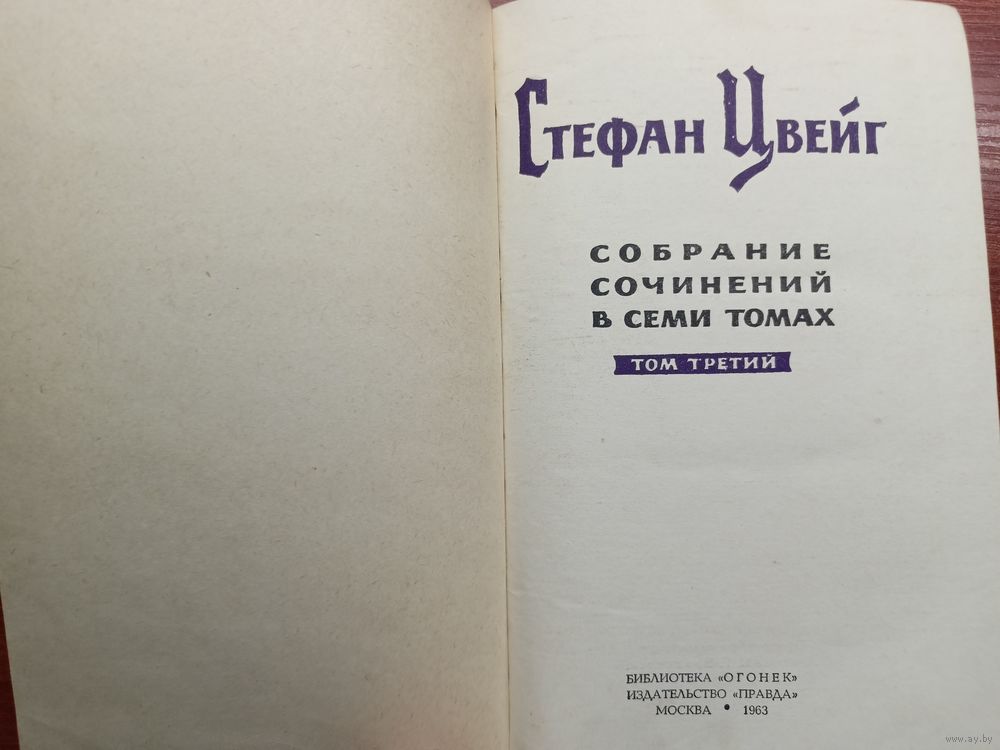 Стефан Цвейг
СОБРАНИЕ
СОЧИНЕНИЙ
В СЕМИ ТОМАХ
ТОМ ТРЕТИЙ
БИБЛИОТЕКА «ОГОНЕК»
ИЗДАТЕЛЬСТВО «ПРАВДА»
МОСКВА • 1963
www.ay.by